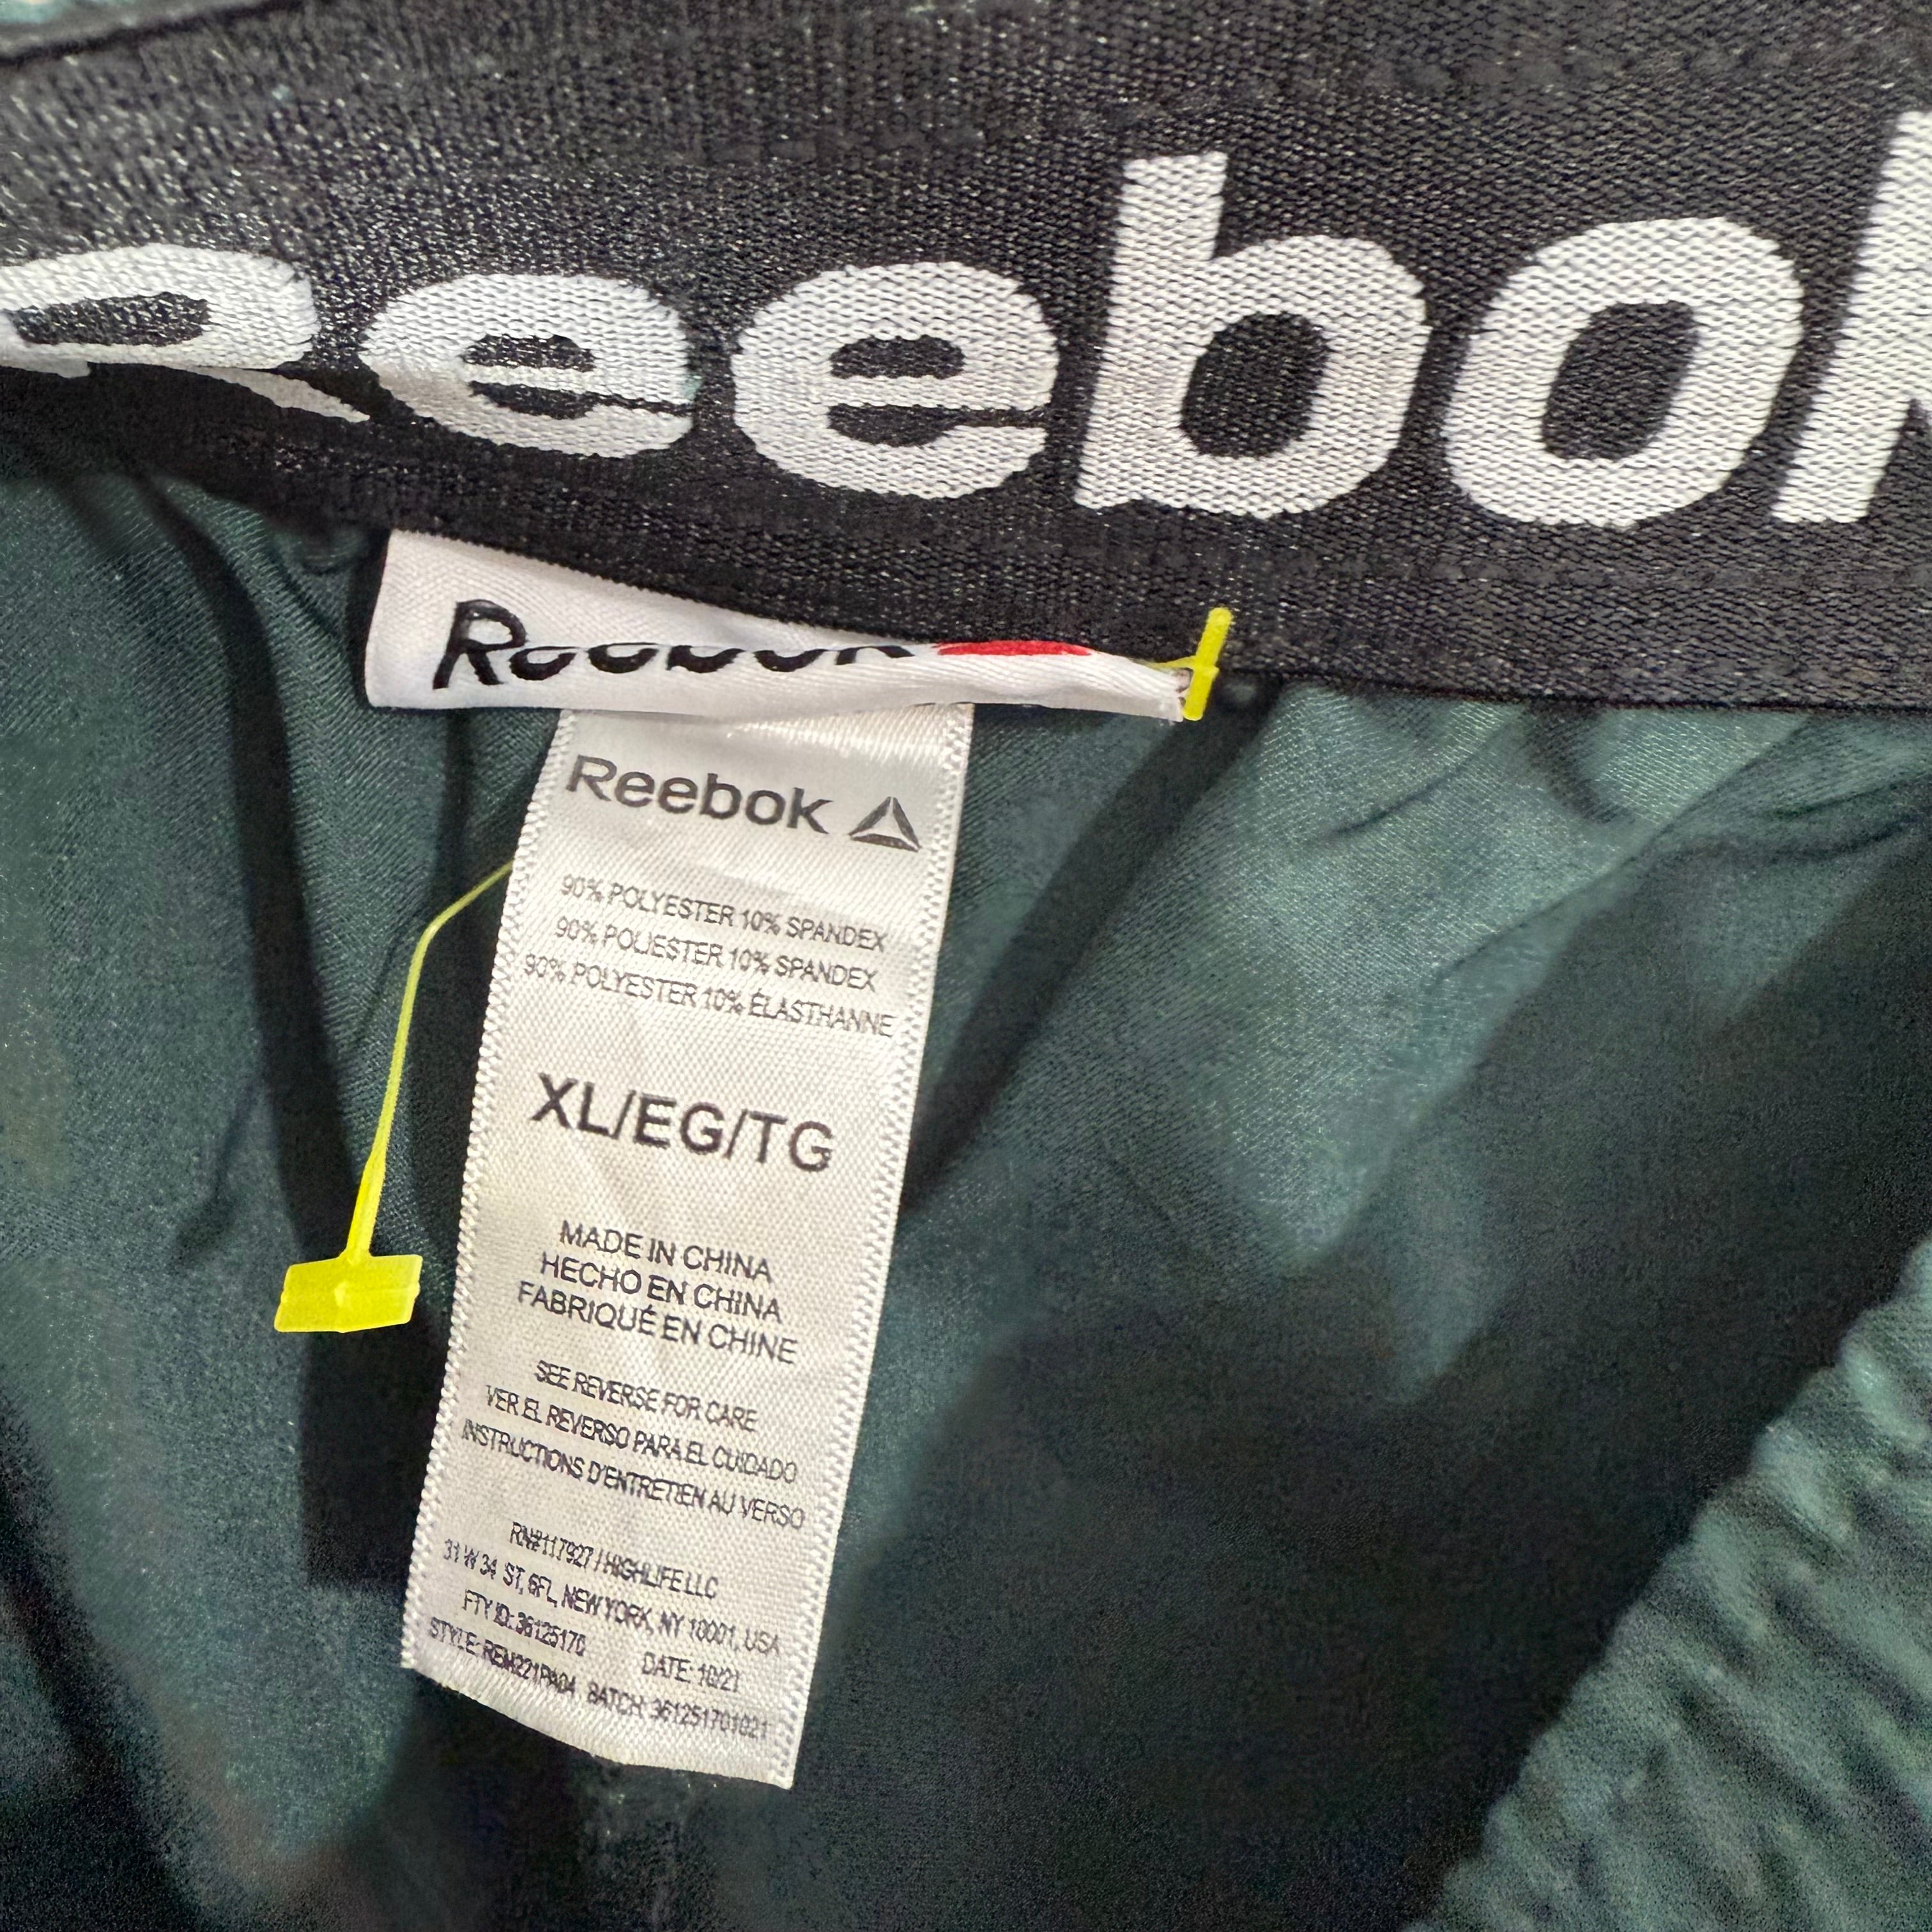 Reebok
Reebok
Reebok
90% POLYESTER 10% SPANDEX
90% POLIESTER 10% SPANDEX
90% POLYESTER 10% ÉLASTHANNE
XL/EG/TG
MADE IN CHINA
HECHO EN CHINA
FABRIQUÉ EN CHINE
SEE REVERSE FOR CARE
VER EL REVERSO PARA EL CUIDADO
INSTRUCTIONS D'ENTRETIEN AU VERSO
RN#117927 / HIGHLIFE LLC
31 W 34 ST, 6FL, NEW YORK, NY 10001, USA
FTY ID: 36125170 DATE: 10/21
STYLE: REM221PA04 BATCH: 361251701021